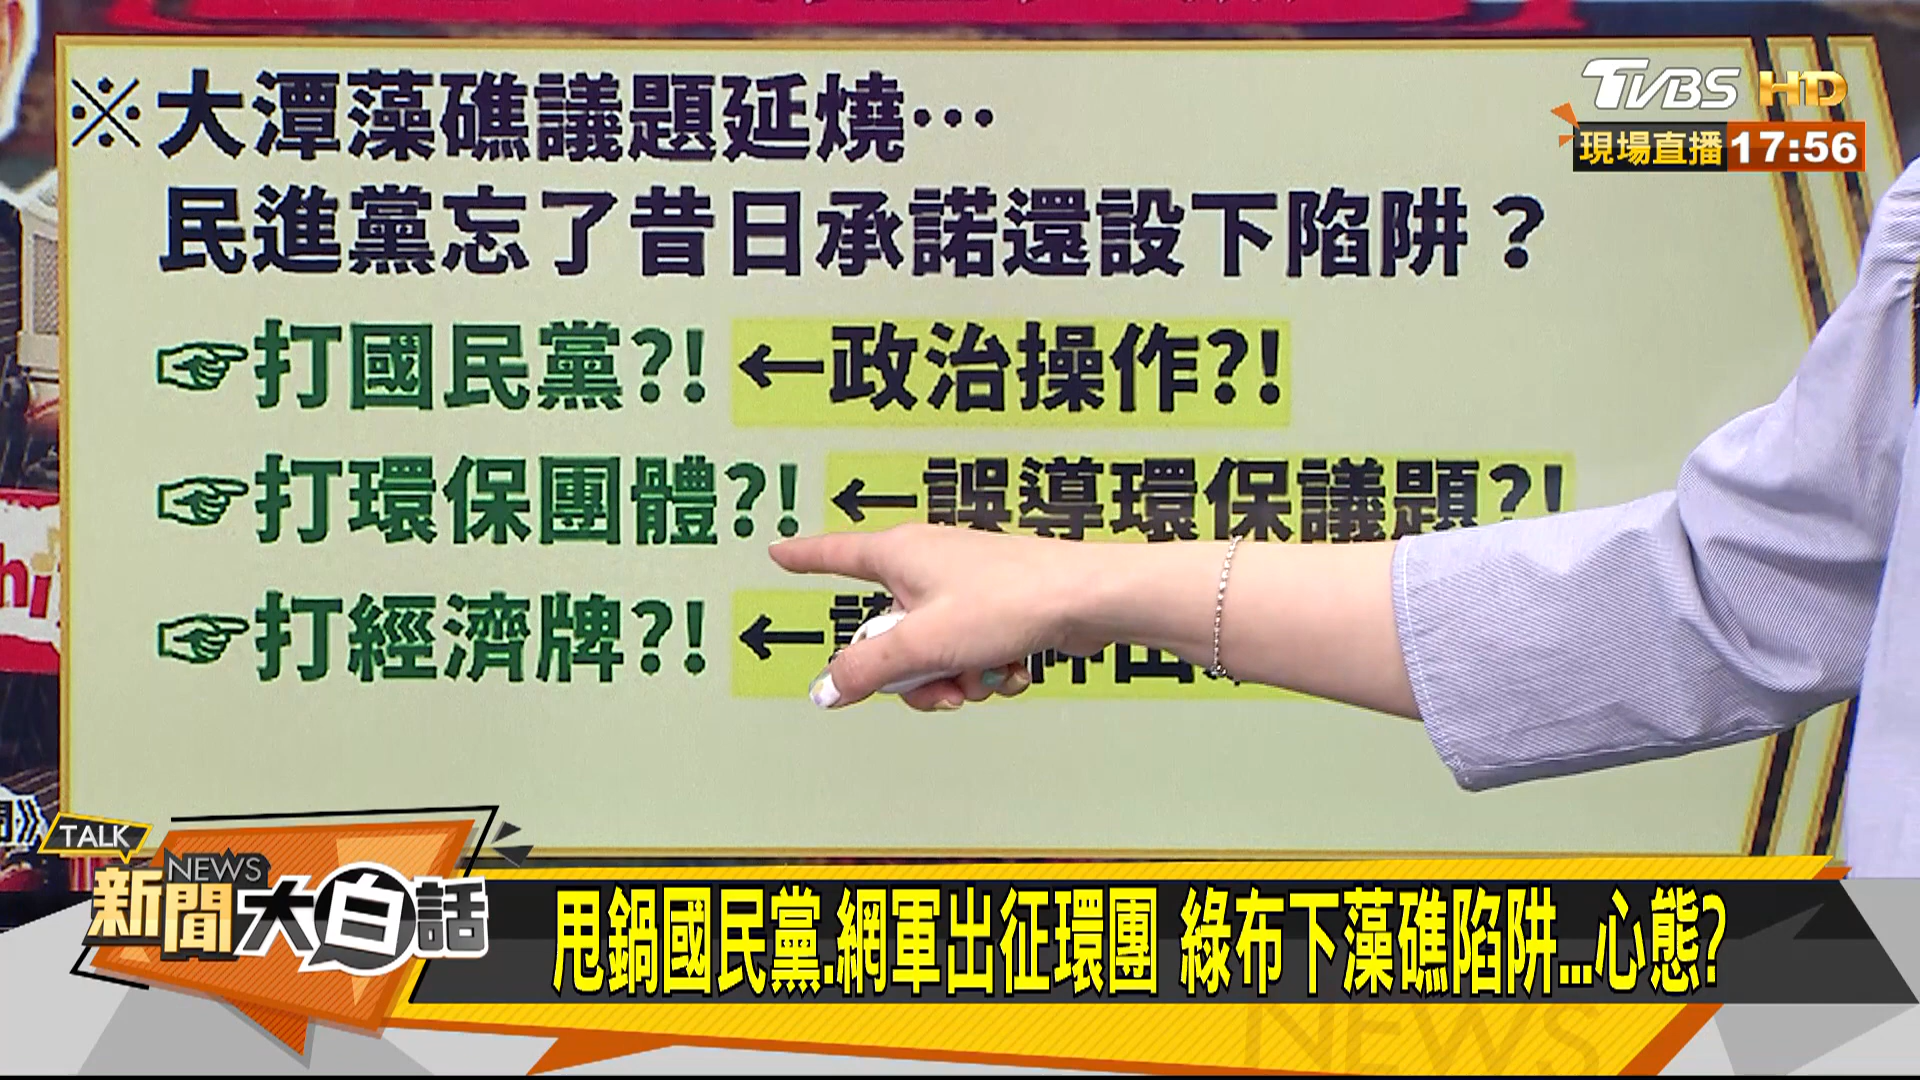 TVBS HD
現場直播 17:56
※大潭藻礁議題延燒…
民進黨忘了昔日承諾還設下陷阱？
☞打國民黨?! ←政治操作?!
☞打環保團體?! ←誤導環保議題?!
☞打經濟牌?! ←
TALK
NEWS
新聞大白話
甩鍋國民黨.網軍出征環團 綠布下藻礁陷阱...心態?
NEWS